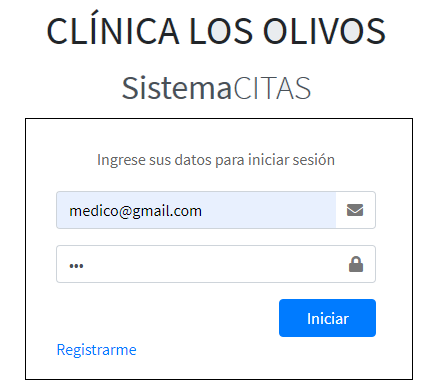 CLÍNICA LOS OLIVOS
SistemaCITAS
Ingrese sus datos para iniciar sesión
medico@gmail.com
•••
Iniciar
Registrarme